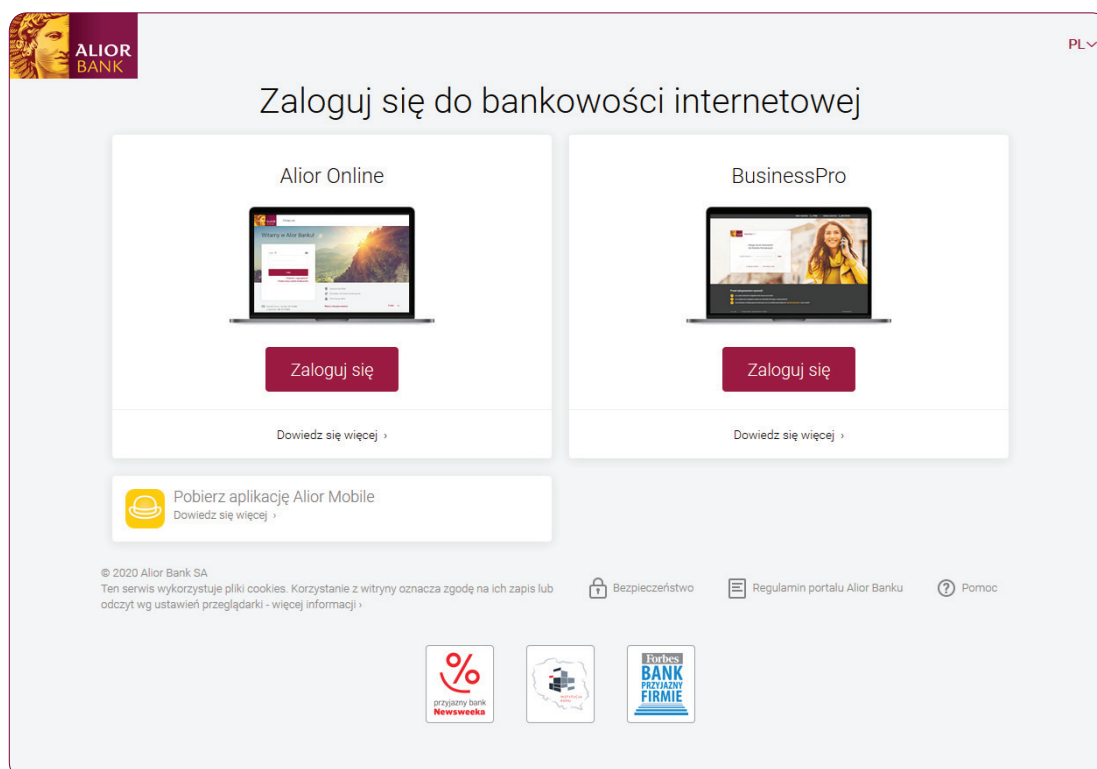 ALIOR
BANK
PL
Zaloguj się do bankowości internetowej
Alior Online
Witamy w Alior Banku!
Zaloguj się
Dowiedz się więcej ›
BusinessPro
Zaloguj się
Dowiedz się więcej ›
Pobierz aplikację Alior Mobile
Dowiedz się więcej ›
© 2020 Alior Bank SA
Ten serwis wykorzystuje pliki cookies. Korzystanie z witryny oznacza zgodę na ich zapis lub
odczyt wg ustawień przeglądarki - więcej informacji ›
Bezpieczeństwo
Regulamin portalu Alior Banku
Pomoc
%
przyjazny bank
Newsweeka
Forbes
BANK
PRZYJAZNY
FIRMIE